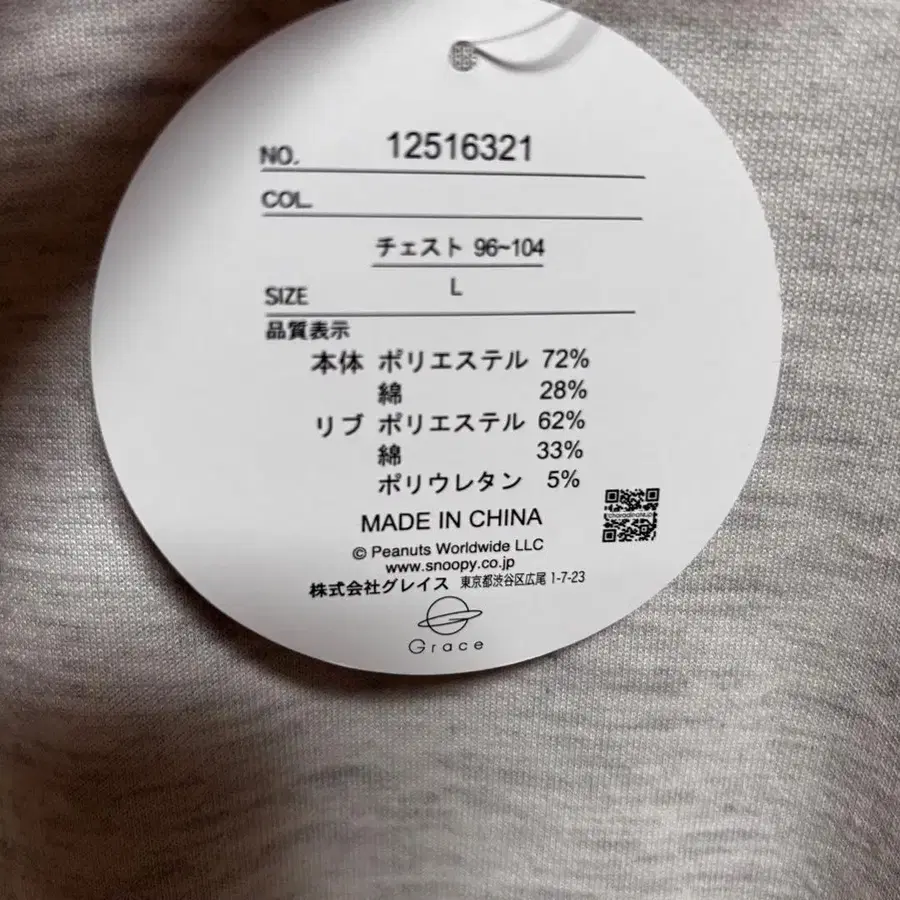 NO. 12516321
COL.
チェスト 96~104
SIZE L
品質表示
本体 ポリエステル 72%
綿 28%
リブ ポリエステル 62%
綿 33%
ポリウレタン 5%
MADE IN CHINA
© Peanuts Worldwide LLC
www.snoopy.co.jp
株式会社グレイス 東京都渋谷区広尾 1-7-23
Grace